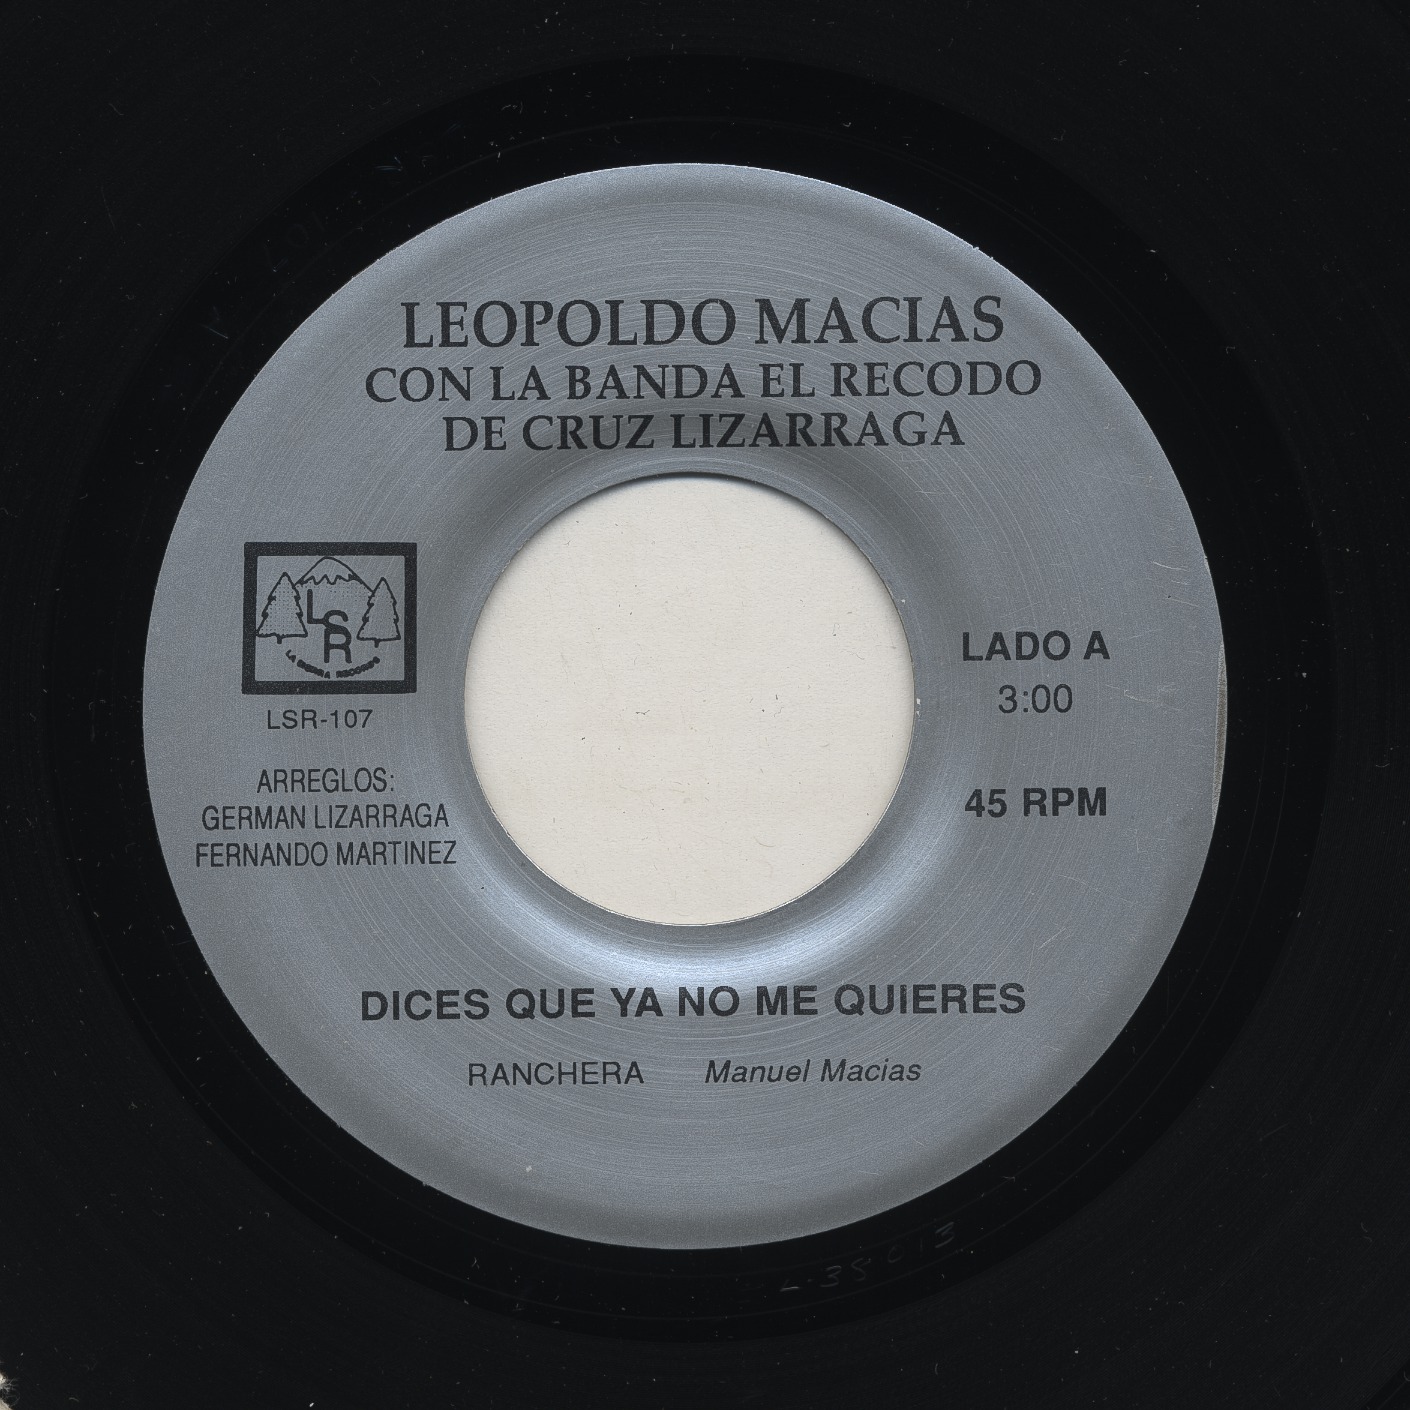 LEOPOLDO MACIAS
CON LA BANDA EL RECODO
DE CRUZ LIZARRAGA
LSR
LSR-107
ARREGLOS:
GERMAN LIZARRAGA
FERNANDO MARTINEZ
LADO A
3:00
45 RPM
DICES QUE YA NO ME QUIERES
RANCHERA Manuel Macias
L-38013